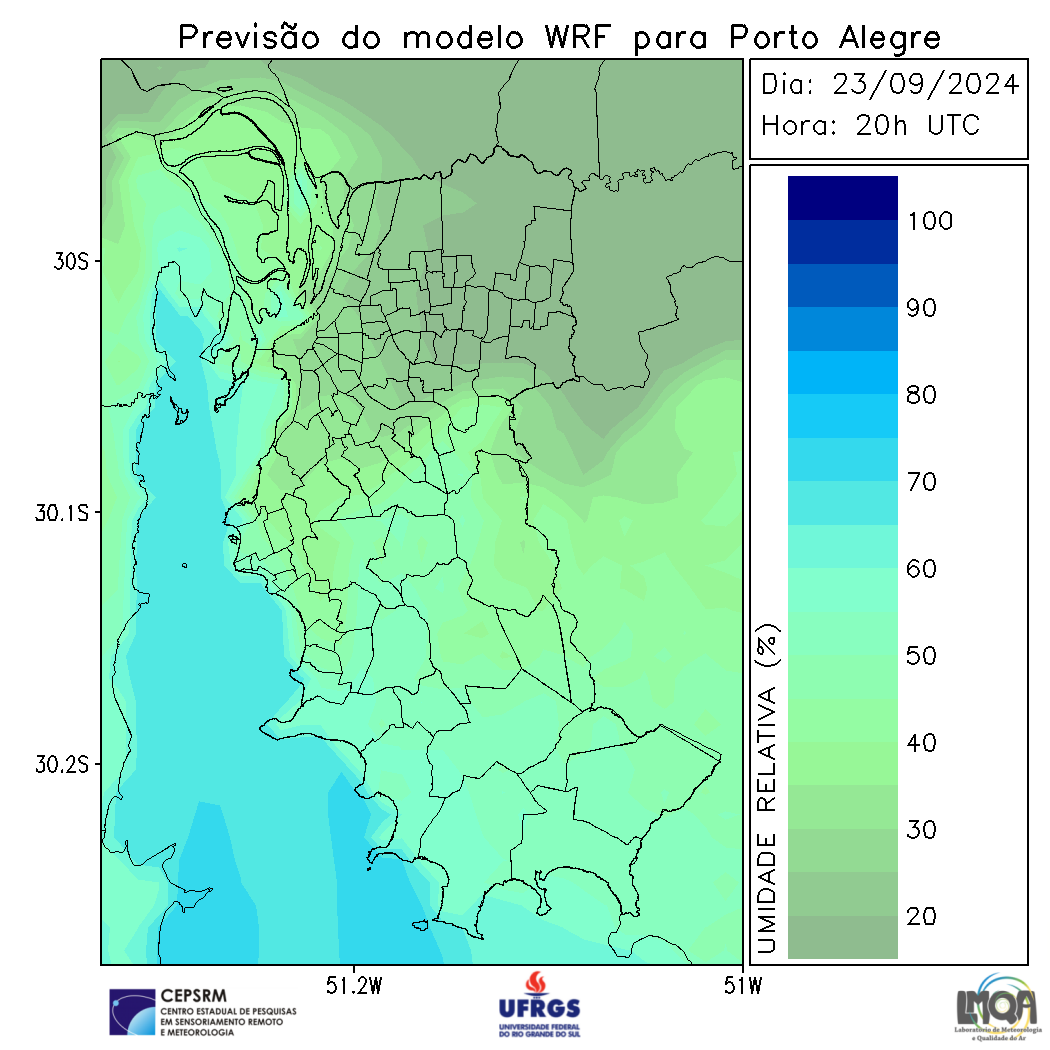 Previsão do modelo WRF para Porto Alegre
Dia: 23/09/2024
Hora: 20h UTC
30S
30.1S
30.2S
51.2W
51W
UMIDADE RELATIVA (%)
100
90
80
70
60
50
40
30
20
CEPSRM
CENTRO ESTADUAL DE PESQUISAS
EM SENSORIAMENTO REMOTO
E METEOROLOGIA
UFRGS
UNIVERSIDADE FEDERAL
DO RIO GRANDE DO SUL
LMQA
Laboratório de Meteorologia
e Qualidade do Ar